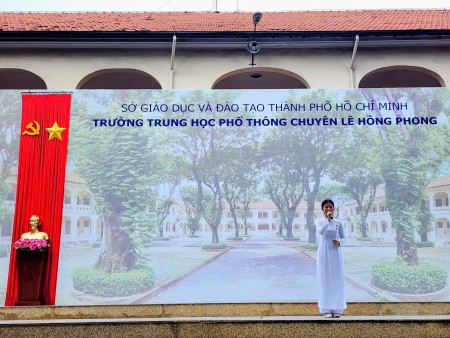 SỞ GIÁO DỤC VÀ ĐÀO TẠO THÀNH PHỐ HỒ CHÍ MINH
TRƯỜNG TRUNG HỌC PHỔ THÔNG CHUYÊN LÊ HỒNG PHONG